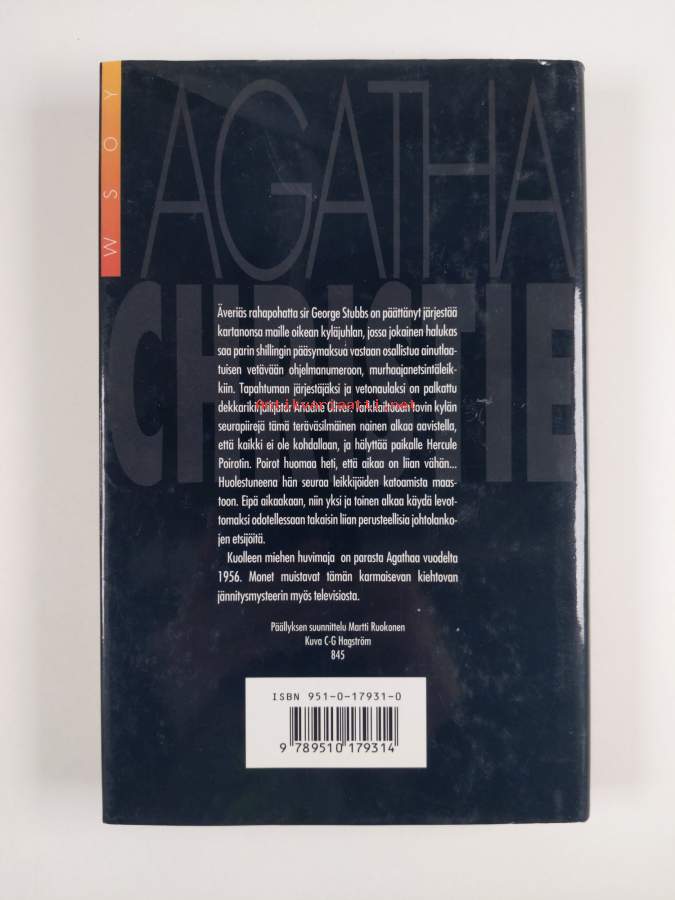 WSOY
AGATHA
CHRISTIE
Äveriäs rahapohatta sir George Stubbs on päättänyt järjestää
kartanonsa maille oikean kyläjuhlan, jossa jokainen halukas
saa parin shillingin pääsymaksua vastaan osallistua ainutlaa-
tuisen vetävään ohjelmanumeroon, murhaajanetsintäleik-
kiin. Tapahtuman järjestäjäksi ja vetonaulaksi on palkattu
dekkarikirjailijatar Ariadne Oliver. Tarkkailtuaan tovin kylän
Antikvariaatti.net
seurapiirejä tämä teräväsilmäinen nainen alkaa aavistella,
että kaikki ei ole kohdallaan, ja hälyttää paikalle Hercule
Poirotin. Poirot huomaa heti, että aikaa on liian vähän...
Huolestuneena hän seuraa leikkijöiden katoamista maas-
toon. Eipä aikaakaan, niin yksi ja toinen alkaa käydä levot-
tomaksi odotellessaan takaisin liian perusteellisia johtolanko-
jen etsijöitä.
Kuolleen miehen huvimaja on parasta Agathaa vuodelta
1956. Monet muistavat tämän karmaisevan kiehtovan
jännitysmysteerin myös televisiosta.
Päällyksen suunnittelu Martti Ruokonen
Kuva C-G Hagström
845
ISBN 951-0-17931-0
9 789510 179314